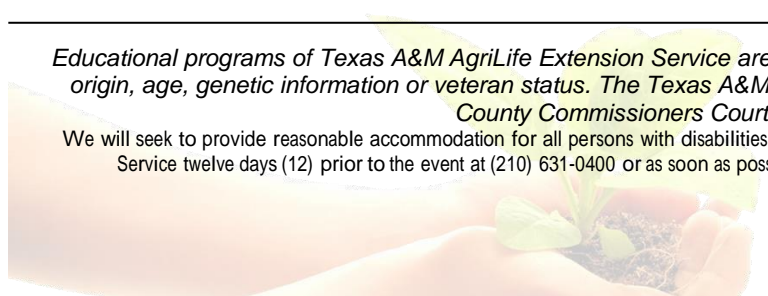 Educational programs of Texas A&M AgriLife Extension Service are
origin, age, genetic information or veteran status. The Texas A&M
County Commissioners Court
We will seek to provide reasonable accommodation for all persons with disabilities
Service twelve days (12) prior to the event at (210) 631-0400 or as soon as poss